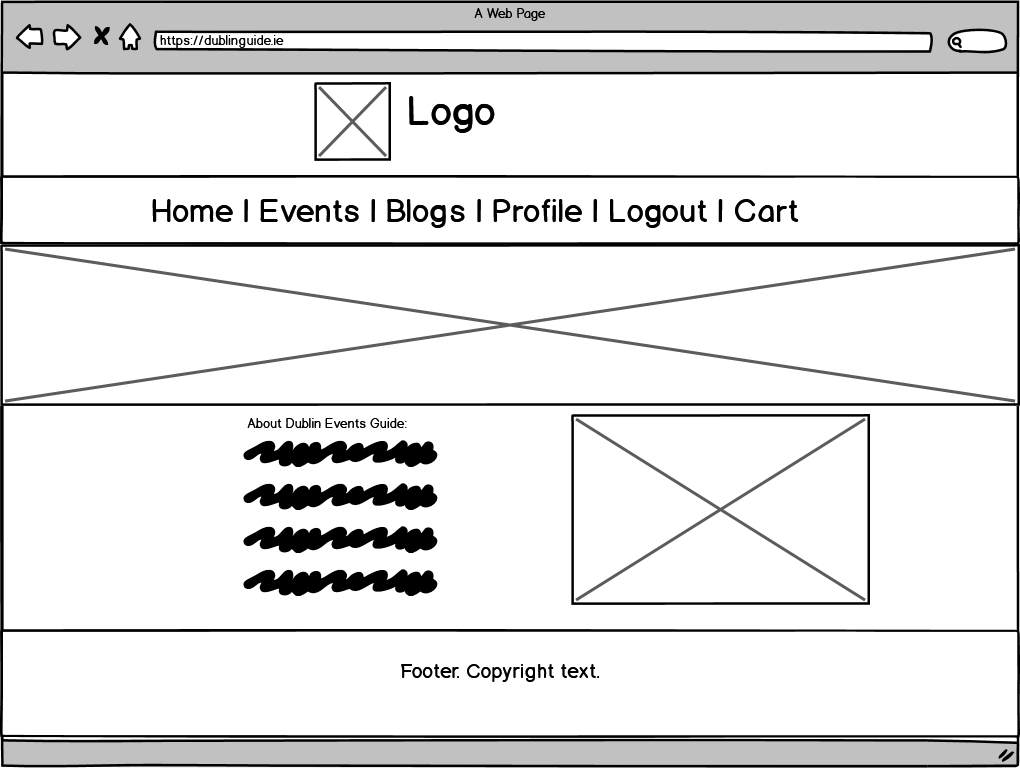 A Web Page
https://dublinguide.ie
Logo
Home | Events | Blogs | Profile | Logout | Cart
About Dublin Events Guide:
Footer. Copyright text.